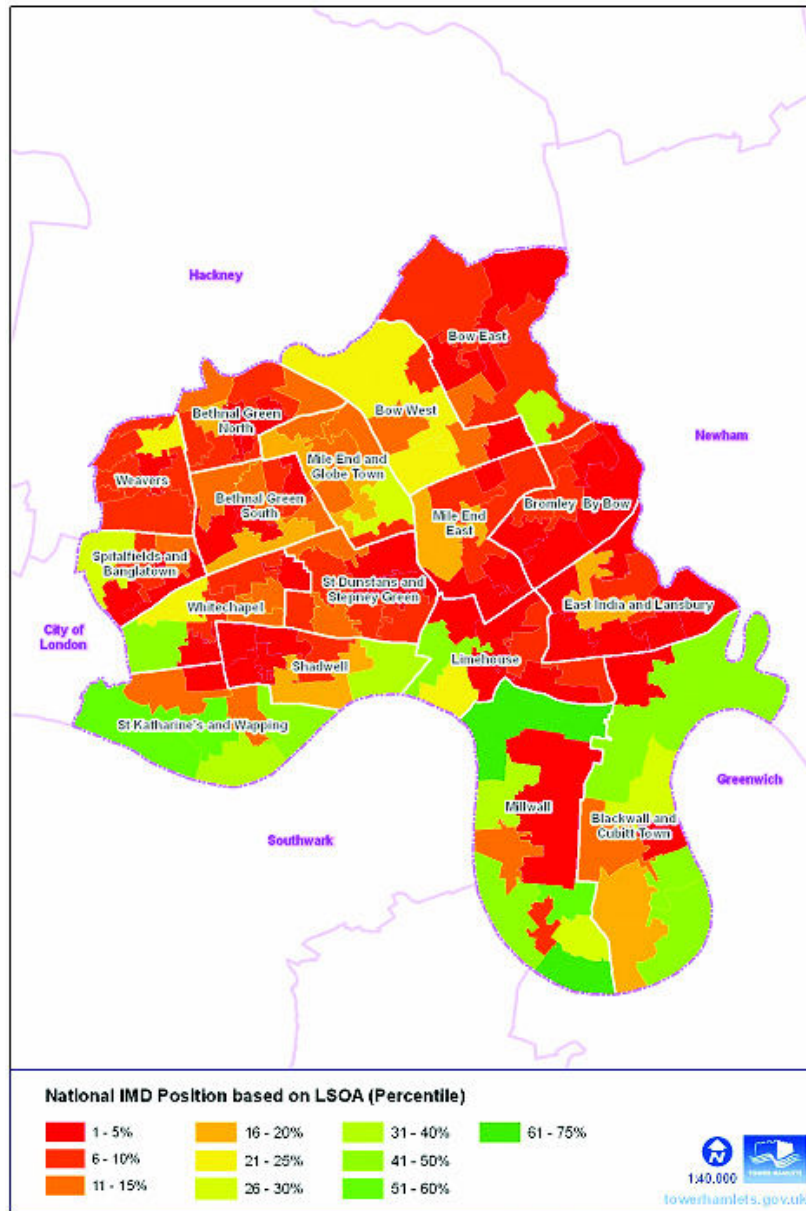 Hackney
Bow East
Bow West
Newham
Bethnal Green
North
Mile End and
Globe Town
Weavers
Bethnal Green
South
Mile End
East
Bromley By Bow
Spitalfields and
Banglatown
St Dunstans and
Stepney Green
Whitechapel
East India and Lansbury
City of
London
Shadwell
Limehouse
St Katharine's and Wapping
Greenwich
Millwall
Blackwall and
Cubitt Town
Southwark
National IMD Position based on LSOA (Percentile)
1 - 5%
16 - 20%
31 - 40%
61 - 75%
6 - 10%
21 - 25%
41 - 50%
11 - 15%
26 - 30%
51 - 60%
N
1:40,000
TOWER HAMLETS
towerhamlets.gov.uk